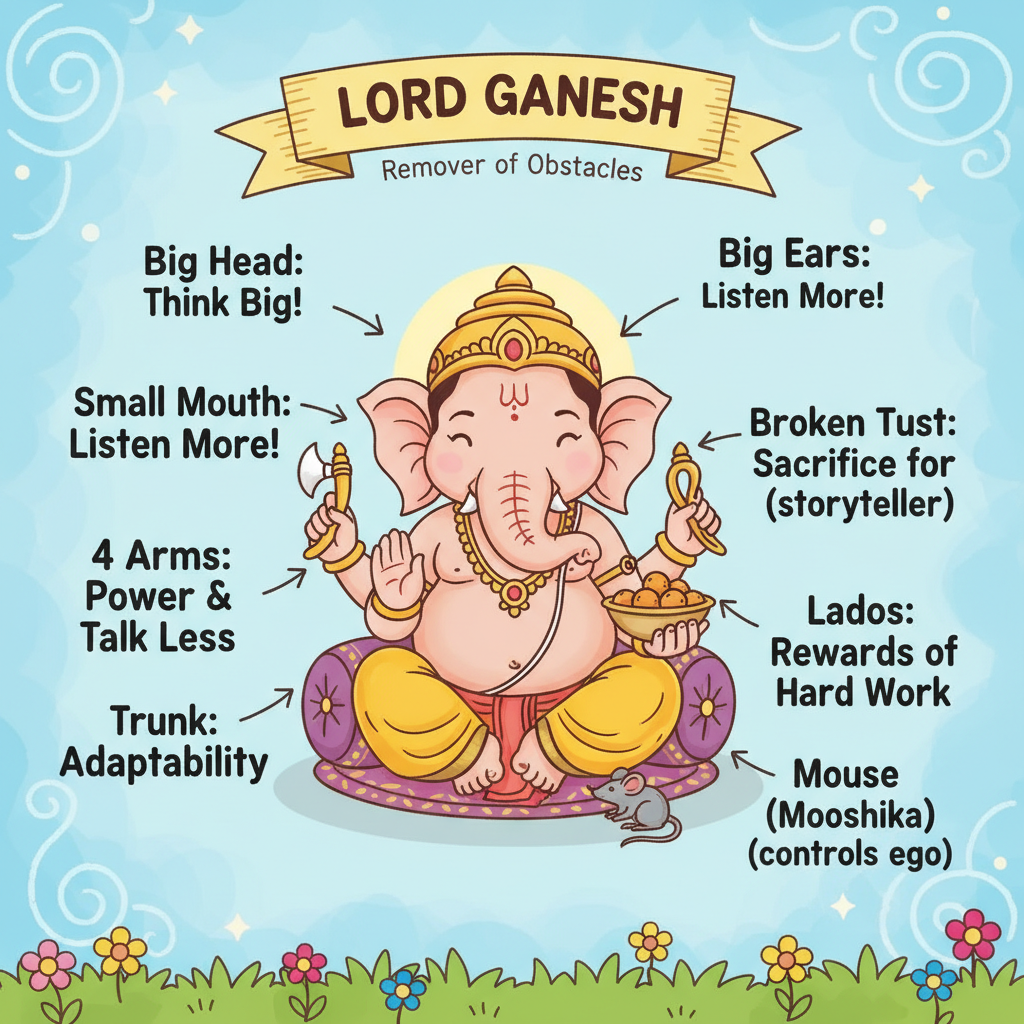 LORD GANESH
Remover of Obstacles
Big Head:
Think Big!
Big Ears:
Listen More!
Small Mouth:
Listen More!
Broken Tust:
Sacrifice for
(storyteller)
4 Arms:
Power &
Talk Less
Lados:
Rewards of
Hard Work
Trunk:
Adaptability
Mouse
(Mooshika)
(controls ego)